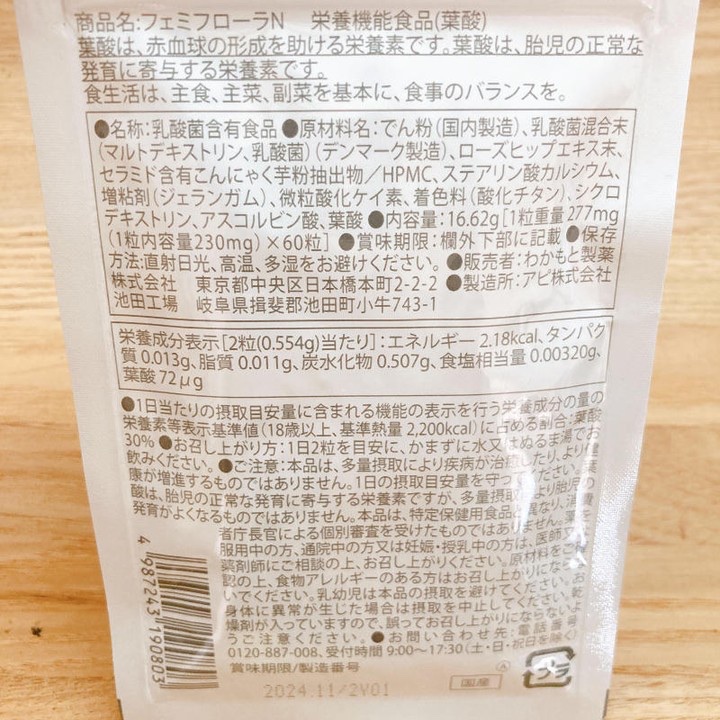 商品名:フェミフローラN　栄養機能食品(葉酸)
葉酸は、赤血球の形成を助ける栄養素です。葉酸は、胎児の正常な
発育に寄与する栄養素です。
食生活は、主食、主菜、副菜を基本に、食事のバランスを。
●名称:乳酸菌含有食品 ●原材料名:でん粉(国内製造)、乳酸菌混合末
(マルトデキストリン、乳酸菌)(デンマーク製造)、ローズヒップエキス末、
セラミド含有こんにゃく芋粉抽出物／HPMC、ステアリン酸カルシウム、
増粘剤(ジェランガム)、微粒酸化ケイ素、着色料(酸化チタン)、シクロ
デキストリン、アスコルビン酸、葉酸 ●内容量:16.62g[1粒重量277mg
(1粒内容量230mg)×60粒] ●賞味期限:欄外下部に記載 ●保存
方法:直射日光、高温、多湿をお避けください。●販売者:わかもと製薬
株式会社　東京都中央区日本橋本町2-2-2 ●製造所:アピ株式会社
池田工場　岐阜県揖斐郡池田町小牛743-1
栄養成分表示[2粒(0.554g)当たり]:エネルギー 2.18kcal、タンパク
質 0.013g、脂質 0.011g、炭水化物 0.507g、食塩相当量 0.00320g、
葉酸 72μg
●1日当たりの摂取目安量に含まれる機能の表示を行う栄養成分の量の
栄養素等表示基準値(18歳以上、基準熱量 2,200kcal)に占める割合:葉酸
30% ●お召し上がり方:1日2粒を目安に、かまずに水又はぬるま湯でお
飲みください。●ご注意:本品は、多量摂取により疾病が治癒したり、より健
康が増進するものではありません。1日の摂取目安量を守ってください。葉
酸は、胎児の正常な発育に寄与する栄養素ですが、多量摂取により胎児の
発育がよくなるものではありません。本品は、特定保健用食品と異なり、消費
者庁長官による個別審査を受けたものではありません。薬を
服用中の方、通院中の方又は妊娠・授乳中の方は、医師又は
薬剤師にご相談の上、お召し上がりください。原材料をご確
認の上、食物アレルギーのある方はお召し上がりにならな
いでください。乳幼児は本品の摂取を避けてください。
身体に異常が生じた場合は摂取を中止してください。乾
燥剤が入っていますので、誤ってお召し上がりにならないよ
うご注意ください。●お問い合わせ先:電話番号
0120-887-008、受付時間 9:00〜17:30(土・日・祝日を除く)
賞味期限/製造番号
2024.11/2V01
国産
プラ
4 987243 190803